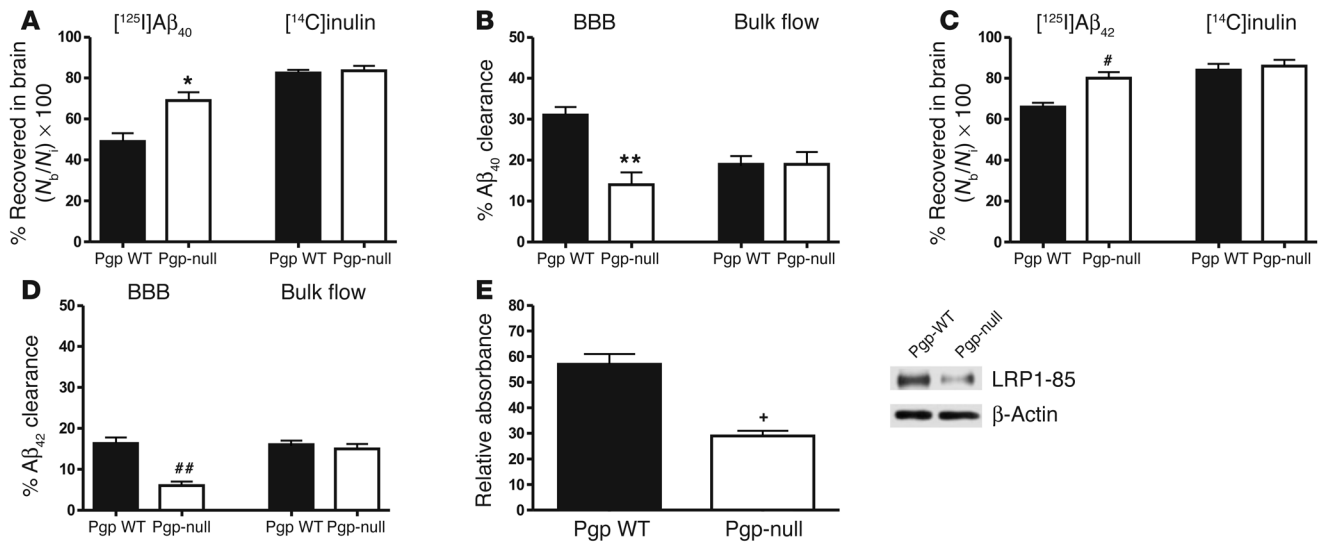 A
[¹²⁵I]Aβ₄₀ [¹⁴C]inulin
% Recovered in brain
(N_b/N_i) × 100
100
80
60
40
20
0
*
Pgp WT Pgp-null Pgp WT Pgp-null
B
BBB Bulk flow
% Aβ₄₀ clearance
50
40
30
20
10
0
**
Pgp WT Pgp-null Pgp WT Pgp-null
C
[¹²⁵I]Aβ₄₂ [¹⁴C]inulin
% Recovered in brain
(N_b/N_i) × 100
100
80
60
40
20
0
#
Pgp WT Pgp-null Pgp WT Pgp-null
D
BBB Bulk flow
% Aβ₄₂ clearance
50
40
30
20
10
0
##
Pgp WT Pgp-null Pgp WT Pgp-null
E
Relative absorbance
80
70
60
50
40
30
20
10
0
+
Pgp WT Pgp-null
Pgp-WT
Pgp-null
LRP1-85
β-Actin